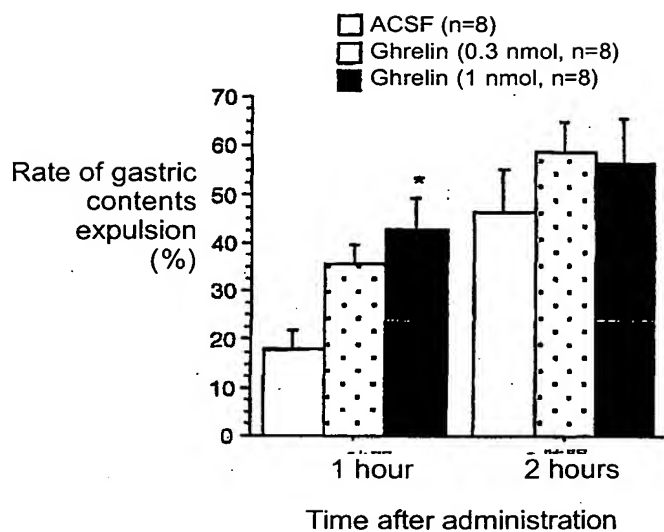 ACSF (n=8)
Ghrelin (0.3 nmol, n=8)
Ghrelin (1 nmol, n=8)
70
60
50
40
30
20
10
0
Rate of gastric
contents
expulsion
(%)
*
1 hour
2 hours
Time after administration